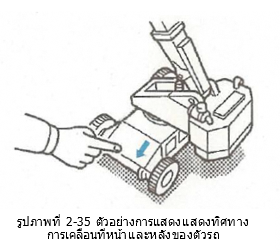 รูปภาพที่ 2-35 ตัวอย่างการแสดงแสดงทิศทาง
การเคลื่อนที่หน้าและหลังของตัวรถ